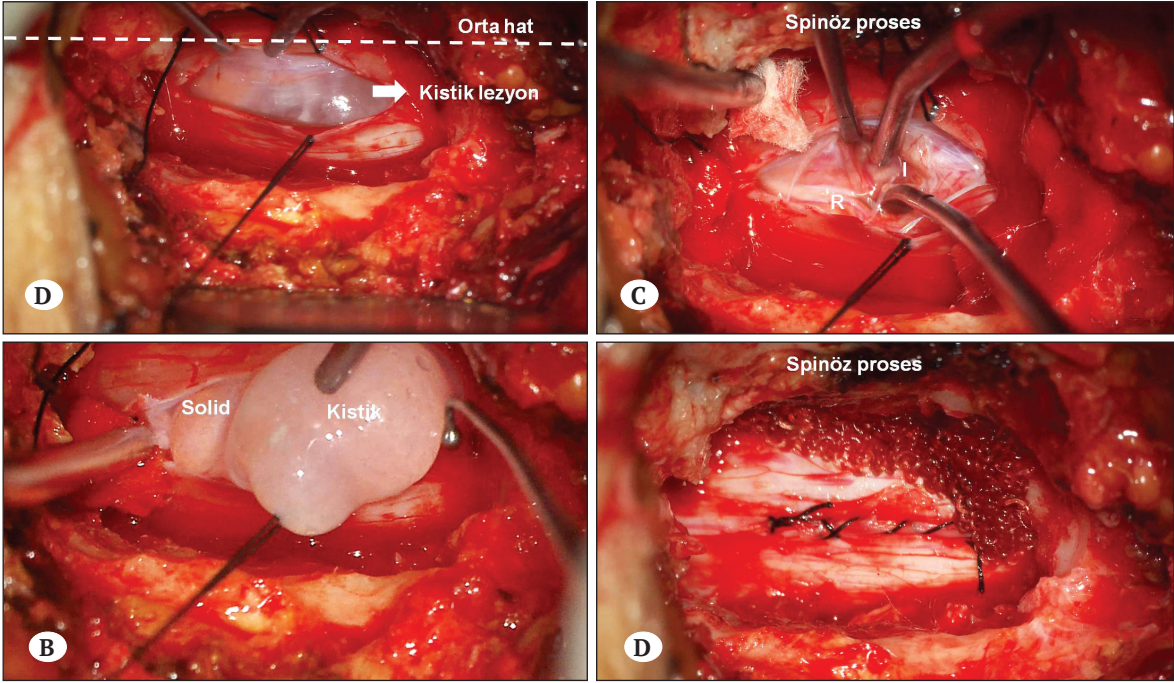 Orta hat
Kistik lezyon
D
Spinöz proses
I
R
C
Solid
Kistik
B
Spinöz proses
D